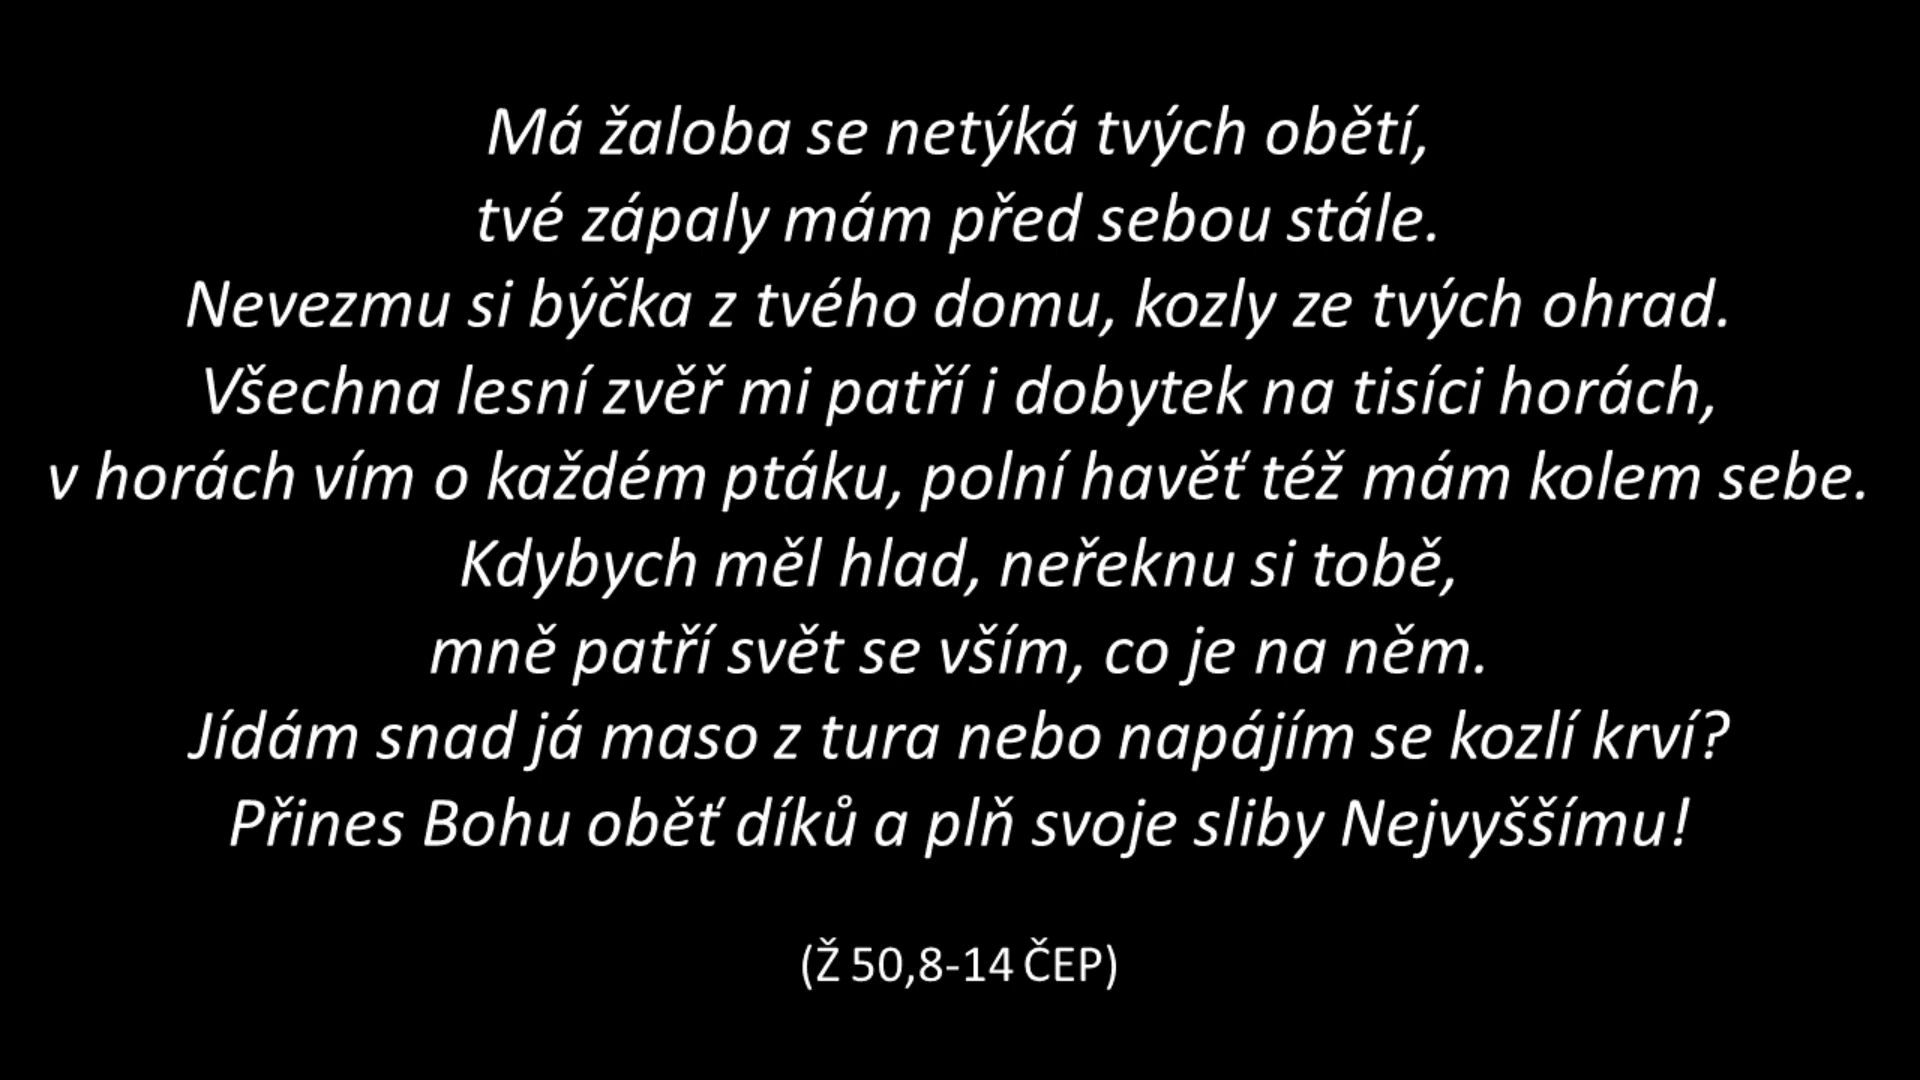 Má žaloba se netýká tvých obětí,
tvé zápaly mám před sebou stále.
Nevezmu si býčka z tvého domu, kozly ze tvých ohrad.
Všechna lesní zvěř mi patří i dobytek na tisíci horách,
v horách vím o každém ptáku, polní havěť též mám kolem sebe.
Kdybych měl hlad, neřeknu si tobě,
mně patří svět se vším, co je na něm.
Jídám snad já maso z tura nebo napájím se kozlí krví?
Přines Bohu oběť díků a plň svoje sliby Nejvyššímu!
(Ž 50,8-14 ČEP)